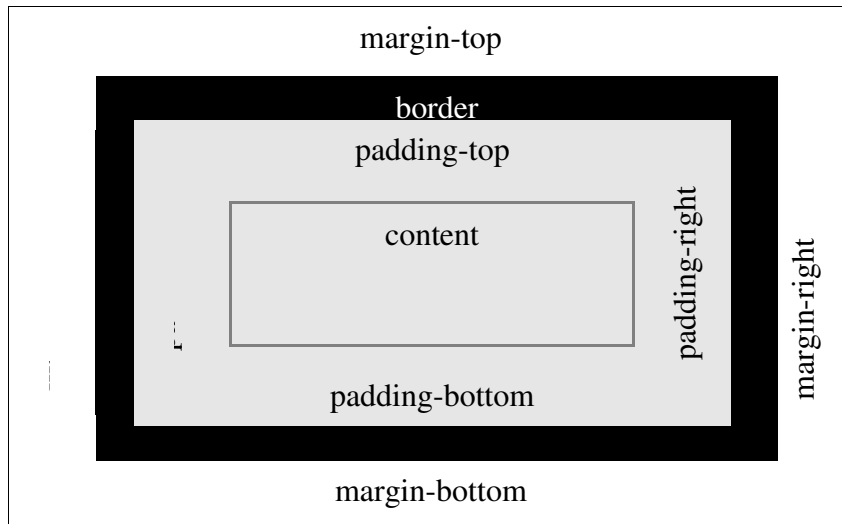 margin-top
border
padding-top
content
padding-right
margin-right
padding-bottom
margin-bottom